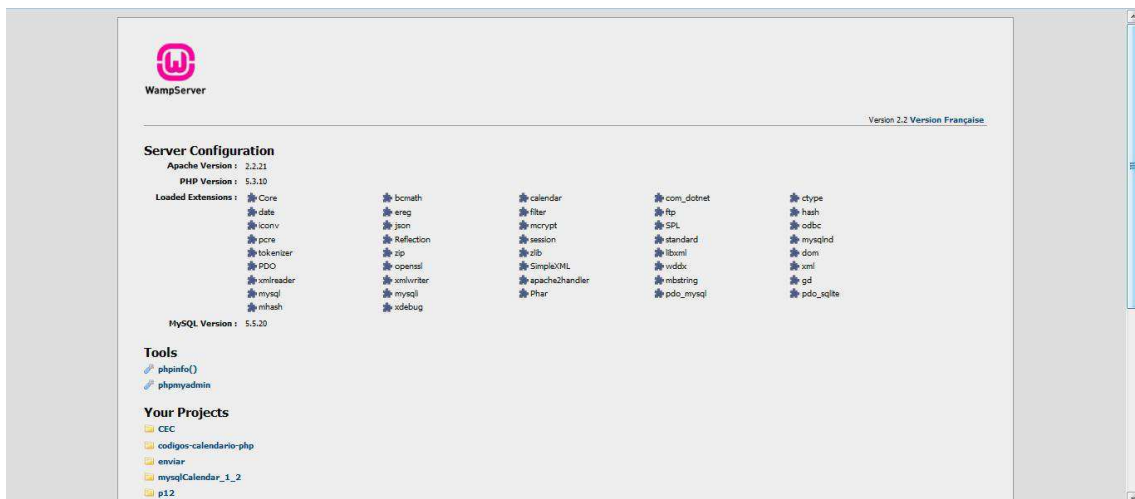 WampServer
Version 2.2 Version Française
Server Configuration
Apache Version : 2.2.21
PHP Version : 5.3.10
Loaded Extensions : Core bcmath calendar com_dotnet ctype
date ereg filter ftp hash
iconv json mcrypt SPL odbc
pcre Reflection session standard mysqlnd
tokenizer zip zlib libxml dom
PDO openssl SimpleXML wddx xml
xmlreader xmlwriter apache2handler mbstring gd
mysql mysqli Phar pdo_mysql pdo_sqlite
mhash xdebug
MySQL Version : 5.5.20
Tools
phpinfo()
phpmyadmin
Your Projects
CEC
codigos-calendario-php
enviar
mysqlCalendar_1_2
p12